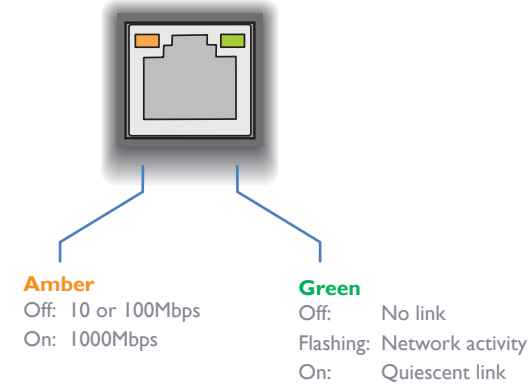 Amber
Off: 10 or 100Mbps
On: 1000Mbps
Green
Off: No link
Flashing: Network activity
On: Quiescent link